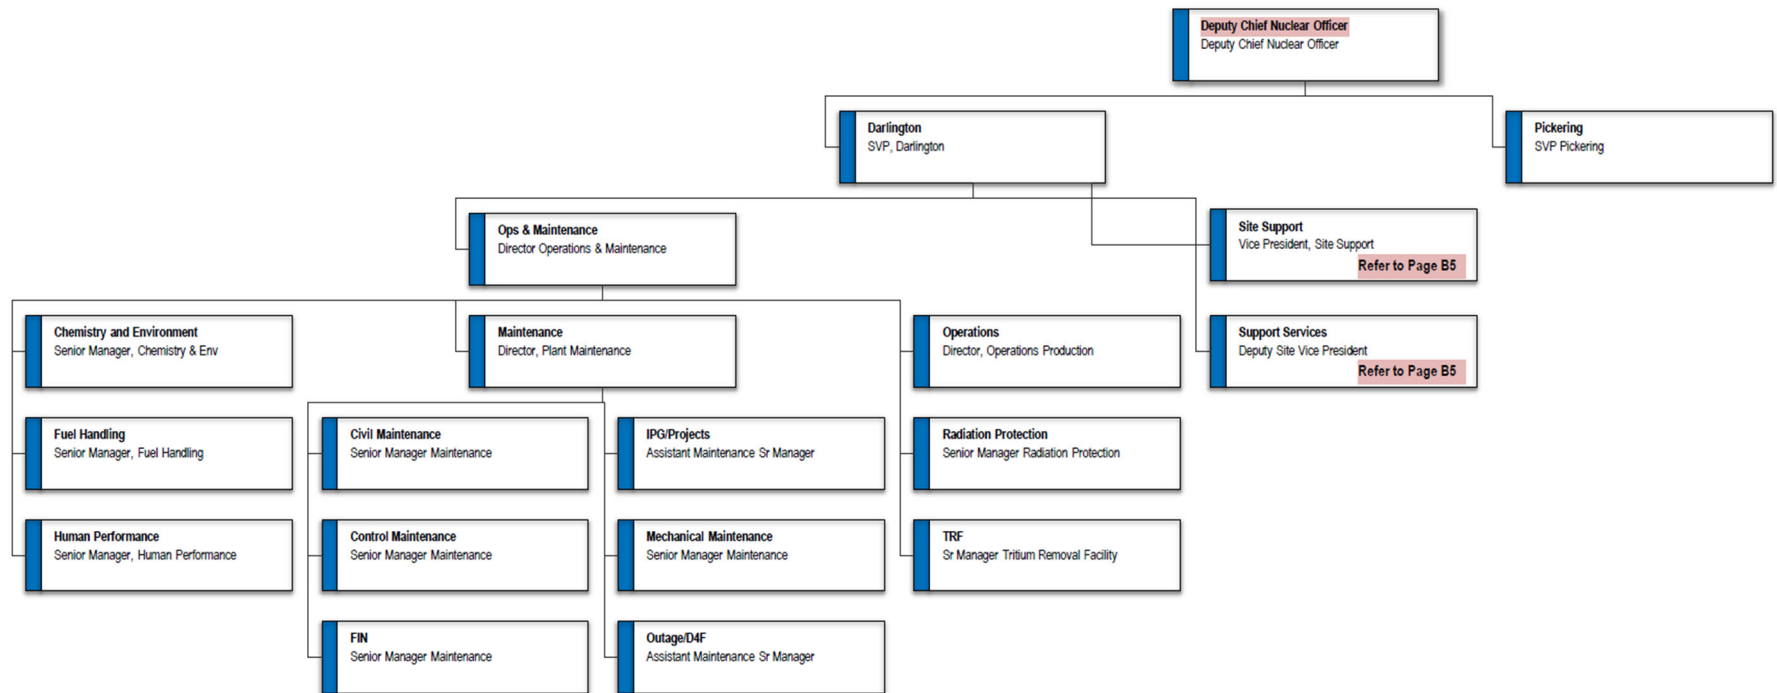 Deputy Chief Nuclear Officer
Deputy Chief Nuclear Officer
Darlington
SVP, Darlington
Pickering
SVP Pickering
Ops & Maintenance
Director Operations & Maintenance
Site Support
Vice President, Site Support
Refer to Page B5
Chemistry and Environment
Senior Manager, Chemistry & Env
Maintenance
Director, Plant Maintenance
Operations
Director, Operations Production
Support Services
Deputy Site Vice President
Refer to Page B5
Fuel Handling
Senior Manager, Fuel Handling
Civil Maintenance
Senior Manager Maintenance
IPG/Projects
Assistant Maintenance Sr Manager
Radiation Protection
Senior Manager Radiation Protection
Human Performance
Senior Manager, Human Performance
Control Maintenance
Senior Manager Maintenance
Mechanical Maintenance
Senior Manager Maintenance
TRF
Sr Manager Tritium Removal Facility
FIN
Senior Manager Maintenance
Outage/D4F
Assistant Maintenance Sr Manager